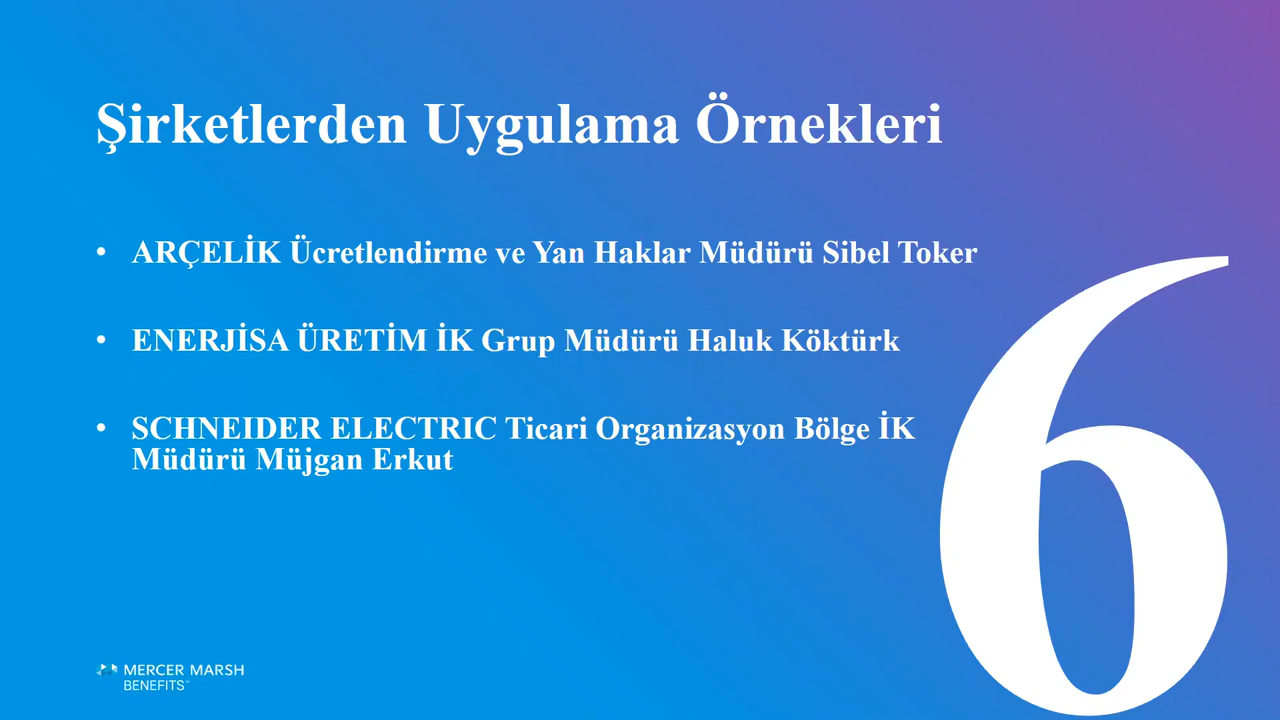 Şirketlerden Uygulama Örnekleri
• ARÇELİK Ücretlendirme ve Yan Haklar Müdürü Sibel Toker
• ENERJİSA ÜRETİM İK Grup Müdürü Haluk Köktürk
• SCHNEIDER ELECTRIC Ticari Organizasyon Bölge İK
Müdürü Müjgan Erkut
6
MERCER MARSH
BENEFITS™